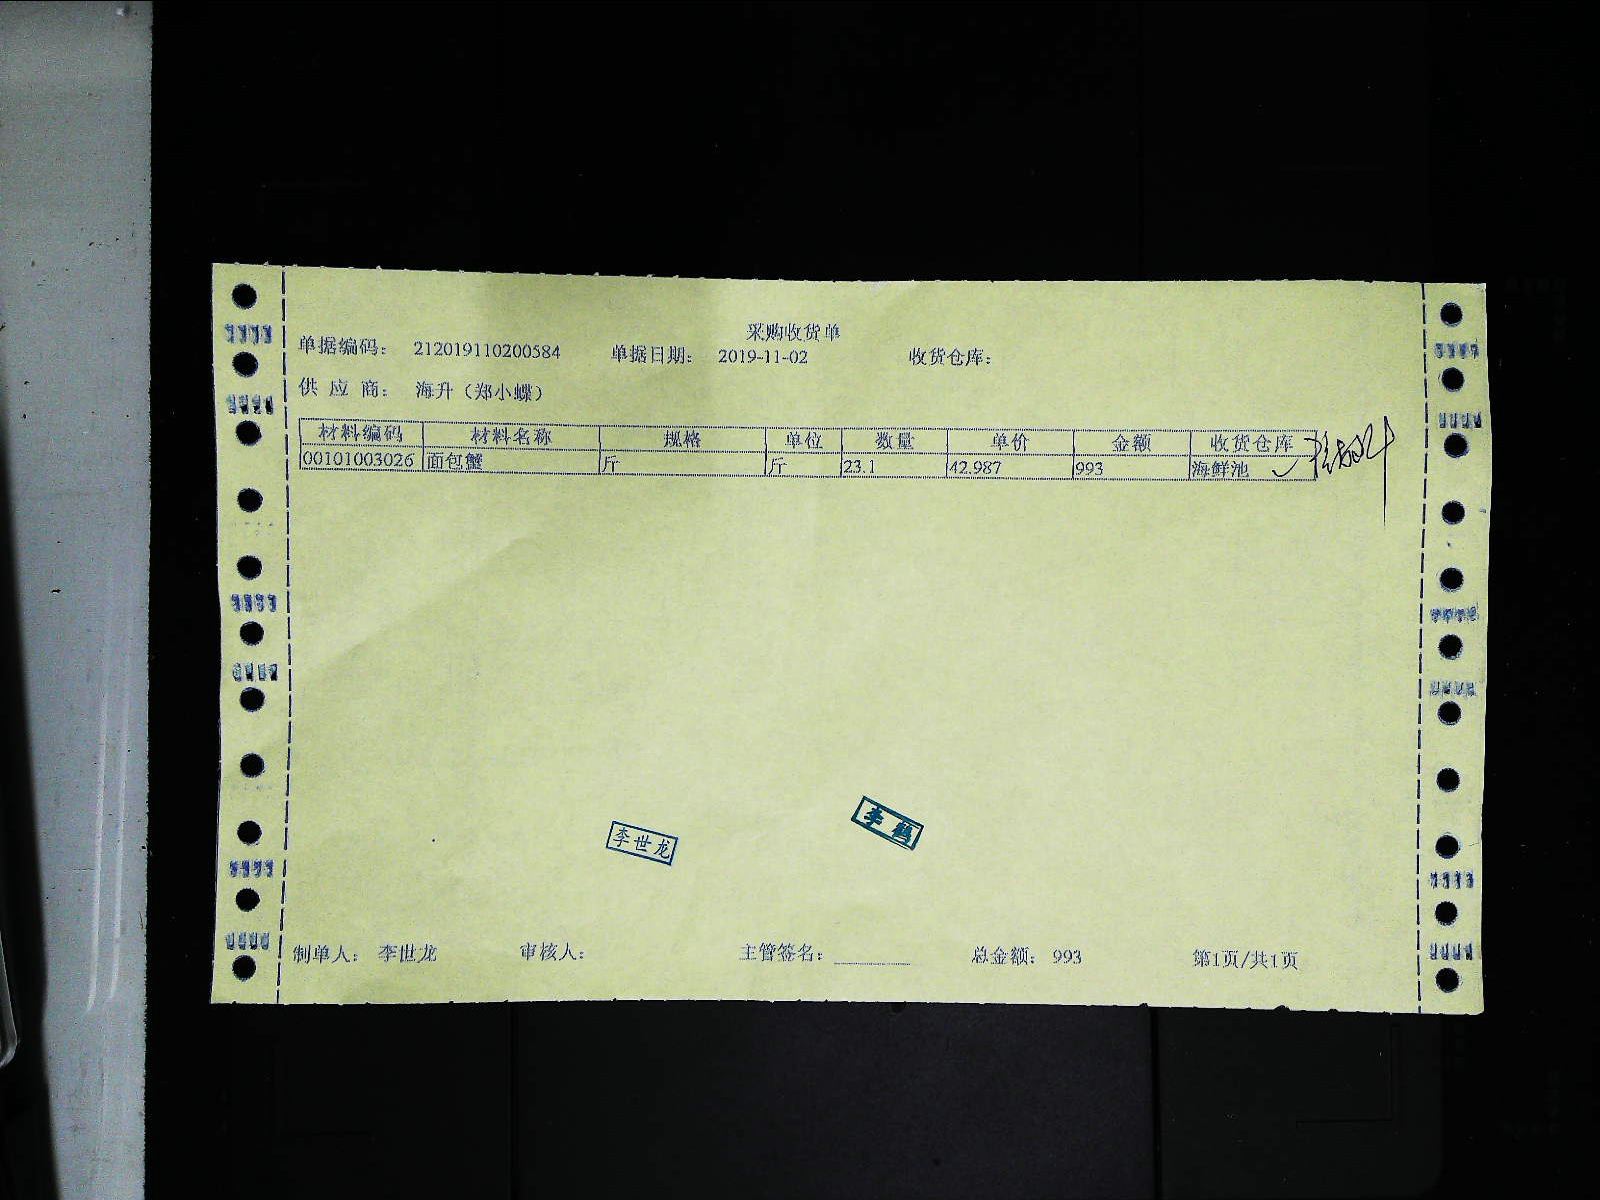 采购收货单
单据编码： 212019110200584 单据日期： 2019-11-02 收货仓库：
供 应 商： 海升（郑小蝶）
材料编码 材料名称 规格 单位 数量 单价 金额 收货仓库
00101003026 面包蟹 斤 斤 23.1 42.987 993 海鲜池
李世龙
李鹤
制单人： 李世龙 审核人： 主管签名： 总金额： 993 第1页/共1页